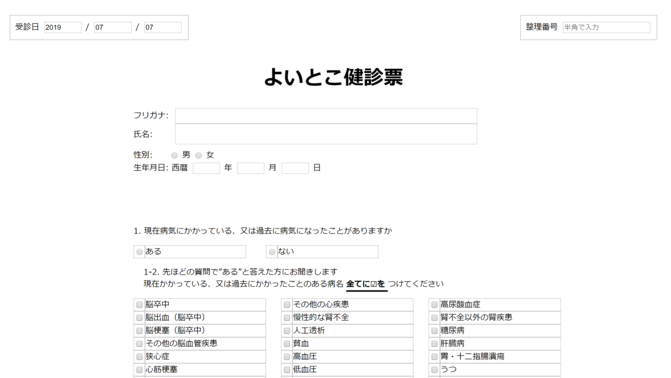 受診日 2019 / 07 / 07 整理番号 半角で入力
よいとこ健診票
フリガナ:
氏名:
性別: 男 女
生年月日: 西暦 年 月 日
1. 現在病気にかかっている、又は過去に病気になったことがありますか
ある ない
1-2. 先ほどの質問で"ある"と答えた方にお聞きします
現在かかっている、又は過去にかかったことのある病名 全てに☑を つけてください
脳卒中 その他の心疾患 高尿酸血症
脳出血（脳卒中） 慢性的な腎不全 腎不全以外の腎疾患
脳梗塞（脳卒中） 人工透析 糖尿病
その他の脳血管疾患 貧血 肝臓病
狭心症 高血圧 胃・十二指腸潰瘍
心筋梗塞 低血圧 うつ